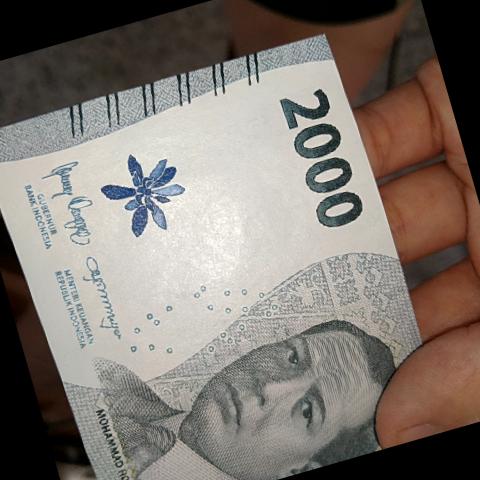 2000
GUBERNUR
BANK INDONESIA
MENTERI KEUANGAN
REPUBLIK INDONESIA
MOHAMMAD